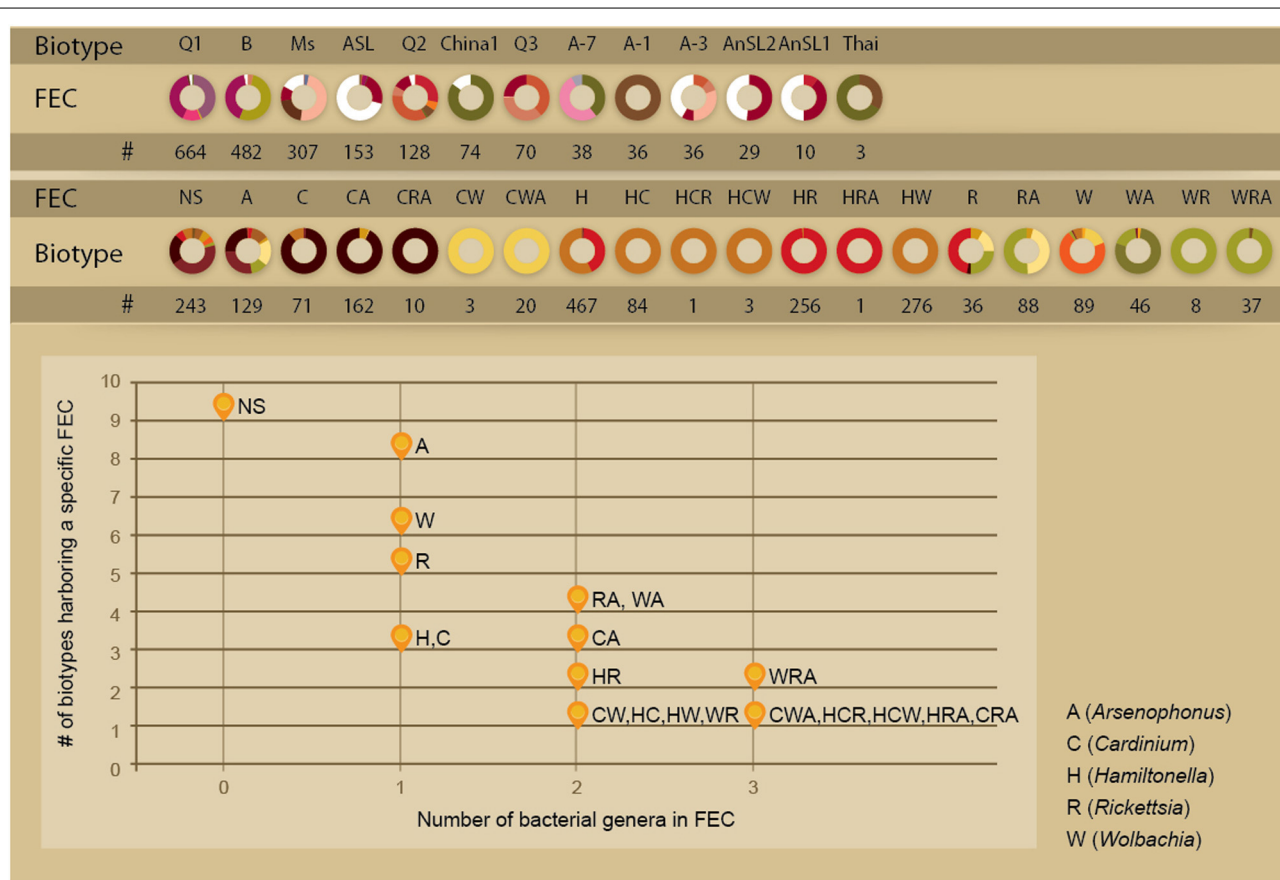 Biotype Q1 B Ms ASL Q2 China1 Q3 A-7 A-1 A-3 AnSL2 AnSL1 Thai
FEC
# 664 482 307 153 128 74 70 38 36 36 29 10 3
FEC NS A C CA CRA CW CWA H HC HCR HCW HR HRA HW R RA W WA WR WRA
Biotype
# 243 129 71 162 10 3 20 467 84 1 3 256 1 276 36 88 89 46 8 37
# of biotypes harboring a specific FEC
10
NS
9
A
8
7
W
6
R
5
RA, WA
4
H,C CA
3
HR WRA
2
CW,HC,HW,WR CWA,HCR,HCW,HRA,CRA
1
0
0 1 2 3
Number of bacterial genera in FEC
A (Arsenophonus)
C (Cardinium)
H (Hamiltonella)
R (Rickettsia)
W (Wolbachia)